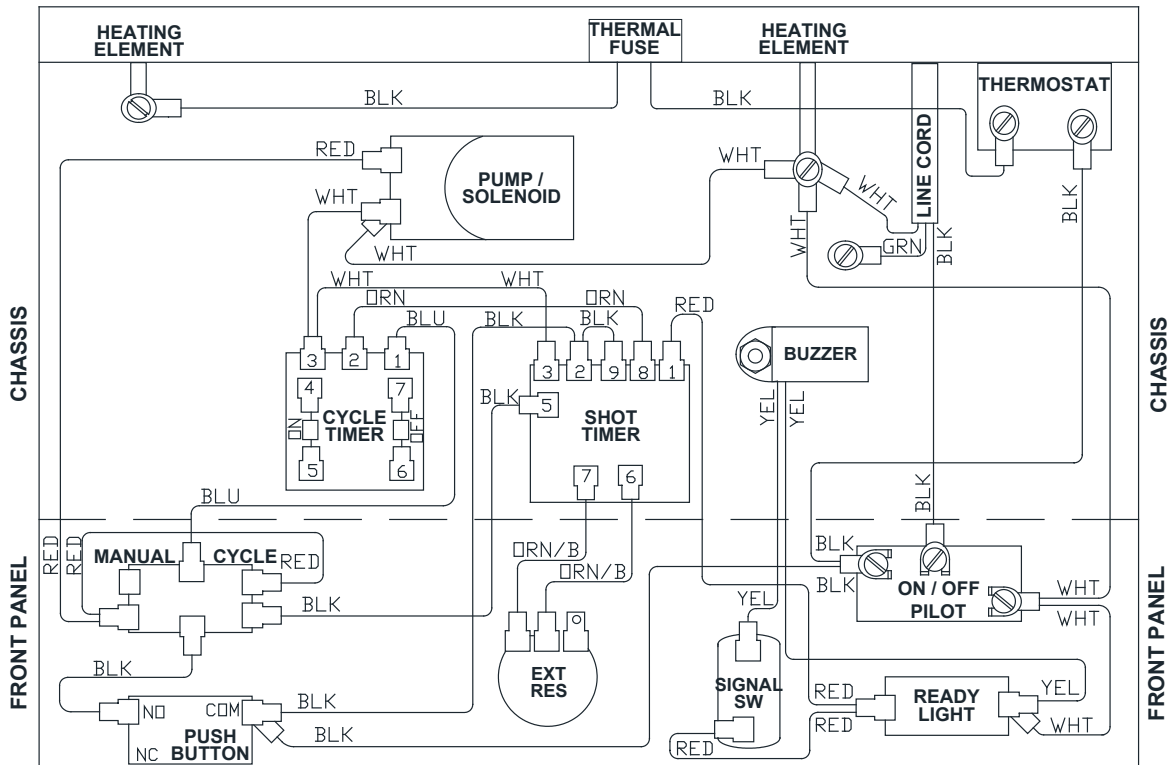 HEATING
ELEMENT
THERMAL
FUSE
HEATING
ELEMENT
THERMOSTAT
BLK
BLK
RED
WHT
WHT
LINE CORD
PUMP /
SOLENOID
WHT
BLK
WHT
WHT
GRN
BLK
WHT
WHT
ORN
ORN
RED
BLU
BLK
BLK
3
2
1
3
2
9
8
1
BUZZER
CHASSIS
CHASSIS
4
7
BLK
5
YEL
YEL
ON
CYCLE
TIMER
OFF
SHOT
TIMER
5
6
7
6
BLU
BLK
RED
RED
MANUAL
CYCLE
RED
ORN/B
ORN/B
BLK
BLK
ON / OFF
PILOT
WHT
WHT
FRONT PANEL
FRONT PANEL
BLK
YEL
BLK
EXT
RES
SIGNAL
SW
RED
RED
READY
LIGHT
YEL
WHT
NO
COM
BLK
PUSH
BUTTON
NC
BLK
RED